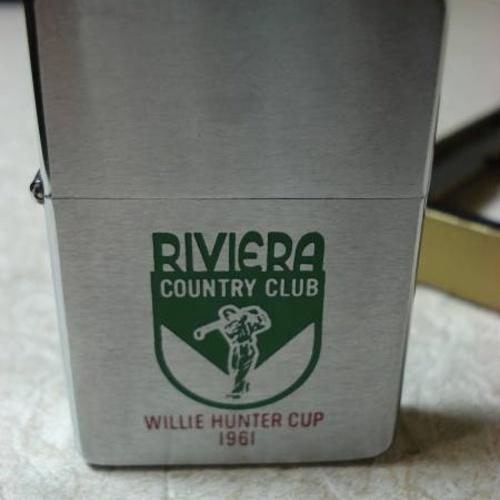 RIVIERA
COUNTRY CLUB
WILLIE HUNTER CUP
1961